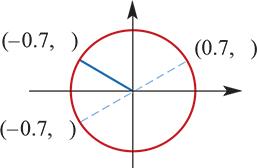 (−0.7, □)
(0.7, □)
(−0.7, □)